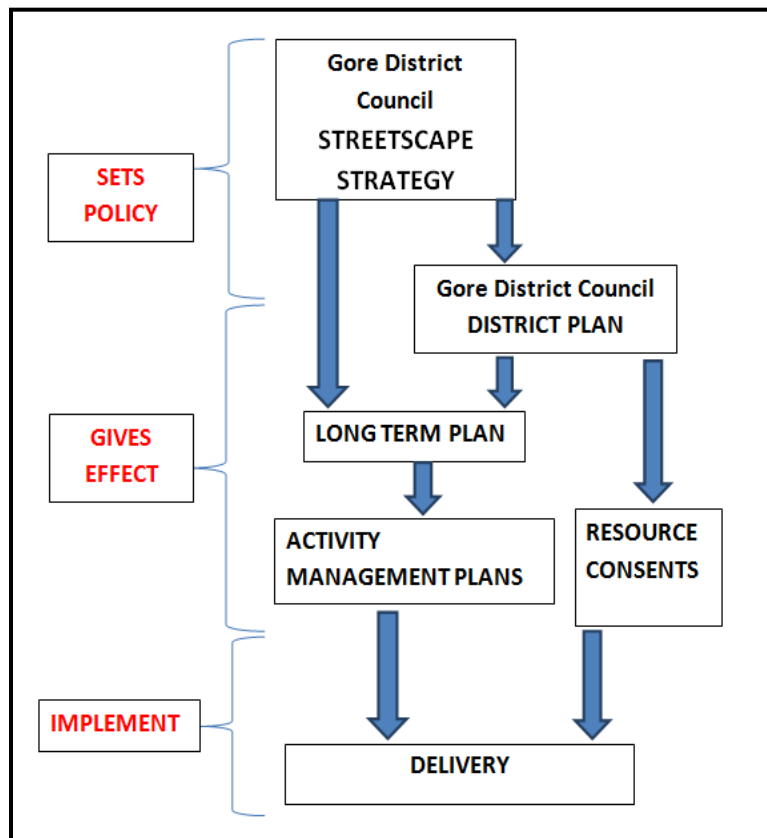 Gore District
Council
STREETSCAPE
STRATEGY
SETS
POLICY
Gore District Council
DISTRICT PLAN
LONG TERM PLAN
GIVES
EFFECT
ACTIVITY
MANAGEMENT PLANS
RESOURCE
CONSENTS
IMPLEMENT
DELIVERY